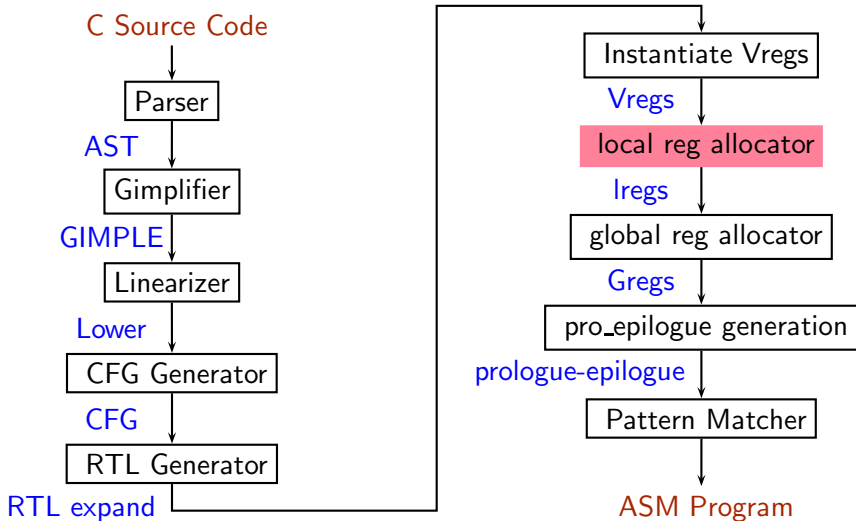 C Source Code
Parser
AST
Gimplifier
GIMPLE
Linearizer
Lower
CFG Generator
CFG
RTL Generator
RTL expand
Instantiate Vregs
Vregs
local reg allocator
lregs
global reg allocator
Gregs
pro_epilogue generation
prologue-epilogue
Pattern Matcher
ASM Program